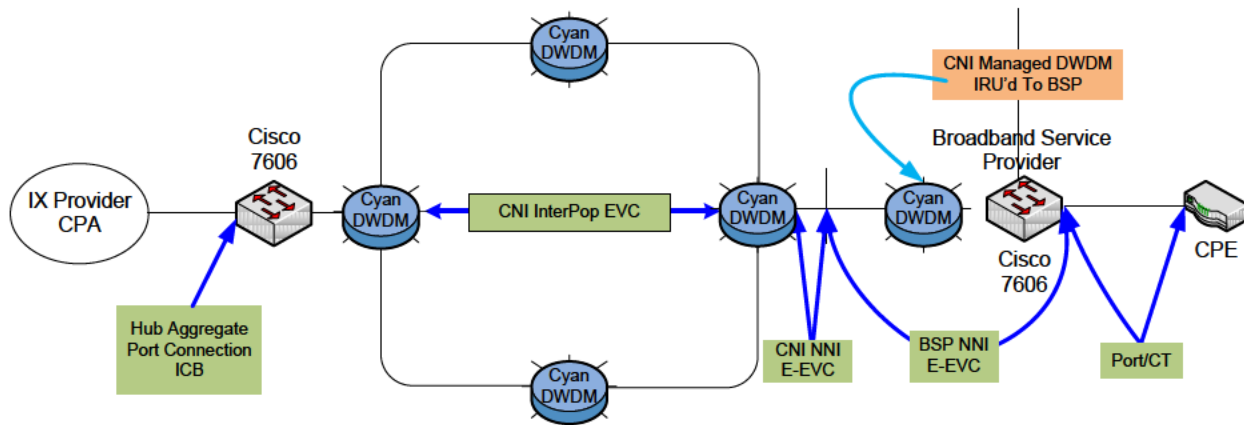 Cyan
DWDM
CNI Managed DWDM
IRU'd To BSP
Cisco
7606
Broadband Service
Provider
IX Provider
CPA
Cyan
DWDM
CNI InterPop EVC
Cyan
DWDM
Cyan
DWDM
Cisco
7606
CPE
Hub Aggregate
Port Connection
ICB
CNI NNI
E-EVC
BSP NNI
E-EVC
Port/CT
Cyan
DWDM